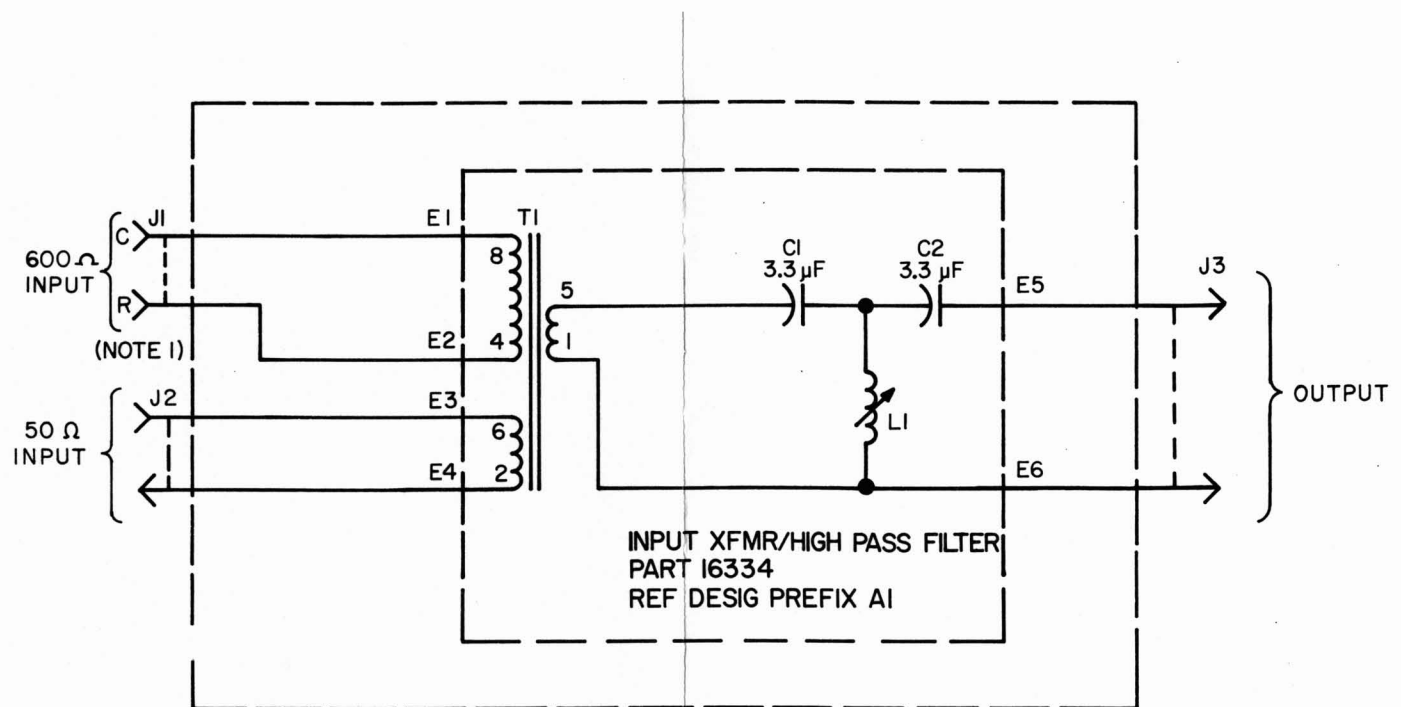 J1
C
600Ω
INPUT
R
(NOTE 1)
J2
50 Ω
INPUT
E1
T1
8
E2
4
E3
6
E4
2
5
1
C1
3.3 µF
C2
3.3 µF
L1
E5
J3
E6
OUTPUT
INPUT XFMR/HIGH PASS FILTER
PART 16334
REF DESIG PREFIX A1